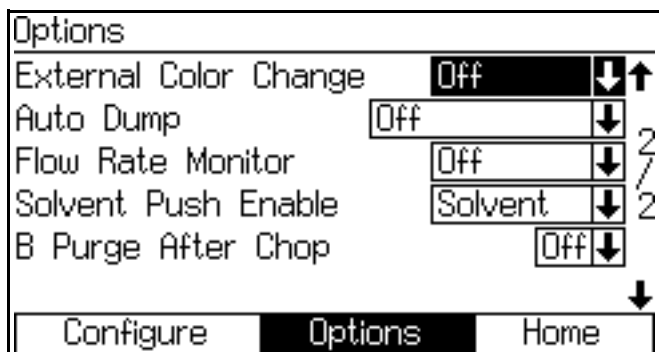 Options
External Color Change Off
Auto Dump Off
Flow Rate Monitor Off
Solvent Push Enable Solvent
B Purge After Chop Off
2/2
Configure Options Home